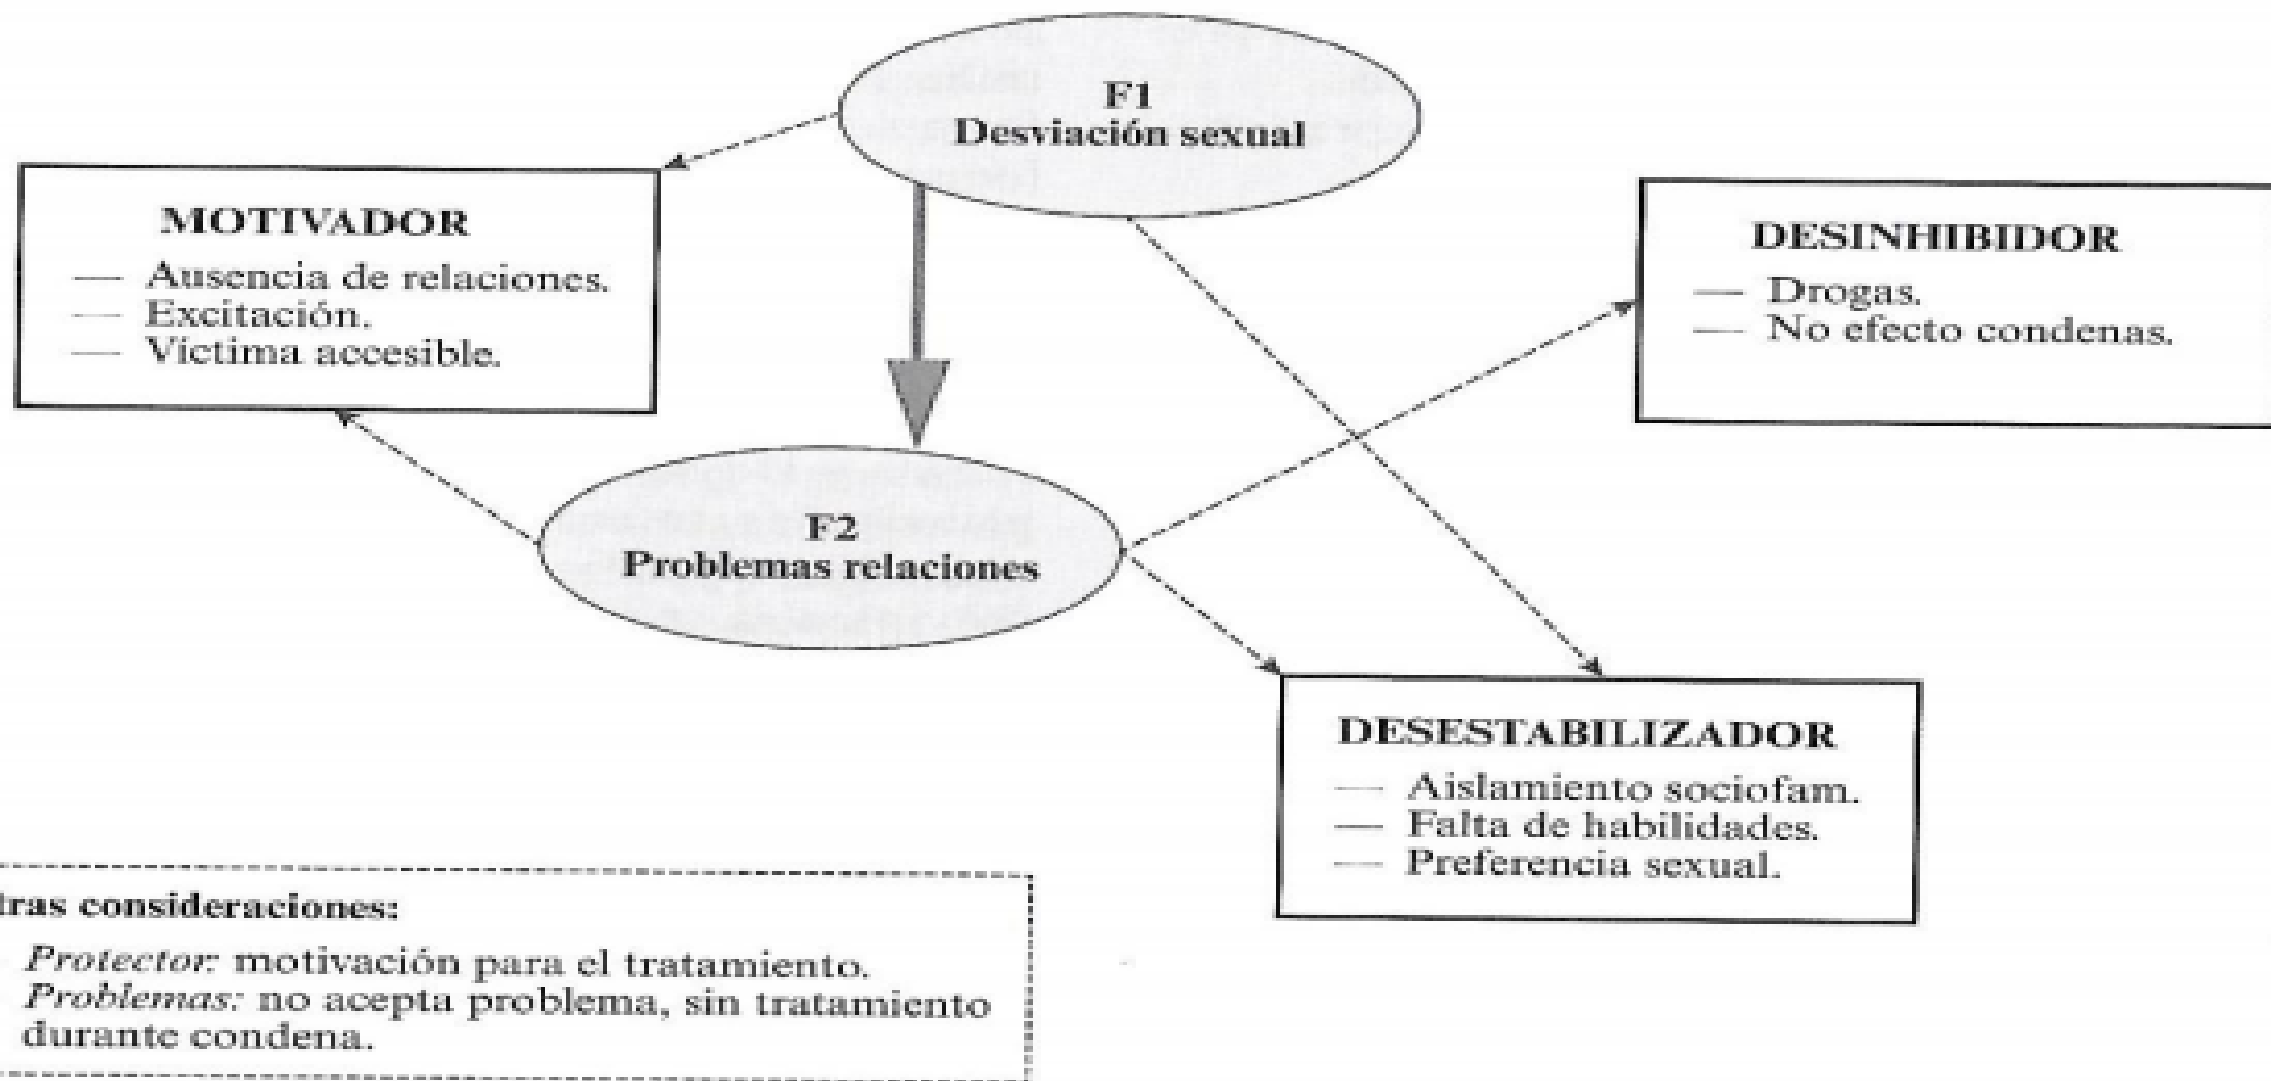 F1
Desviación sexual
MOTIVADOR
— Ausencia de relaciones.
— Excitación.
— Víctima accesible.
DESINHIBIDOR
— Drogas.
— No efecto condenas.
F2
Problemas relaciones
DESESTABILIZADOR
— Aislamiento sociofam.
— Falta de habilidades.
— Preferencia sexual.
tras consideraciones:
Protector: motivación para el tratamiento.
Problemas: no acepta problema, sin tratamiento
durante condena.